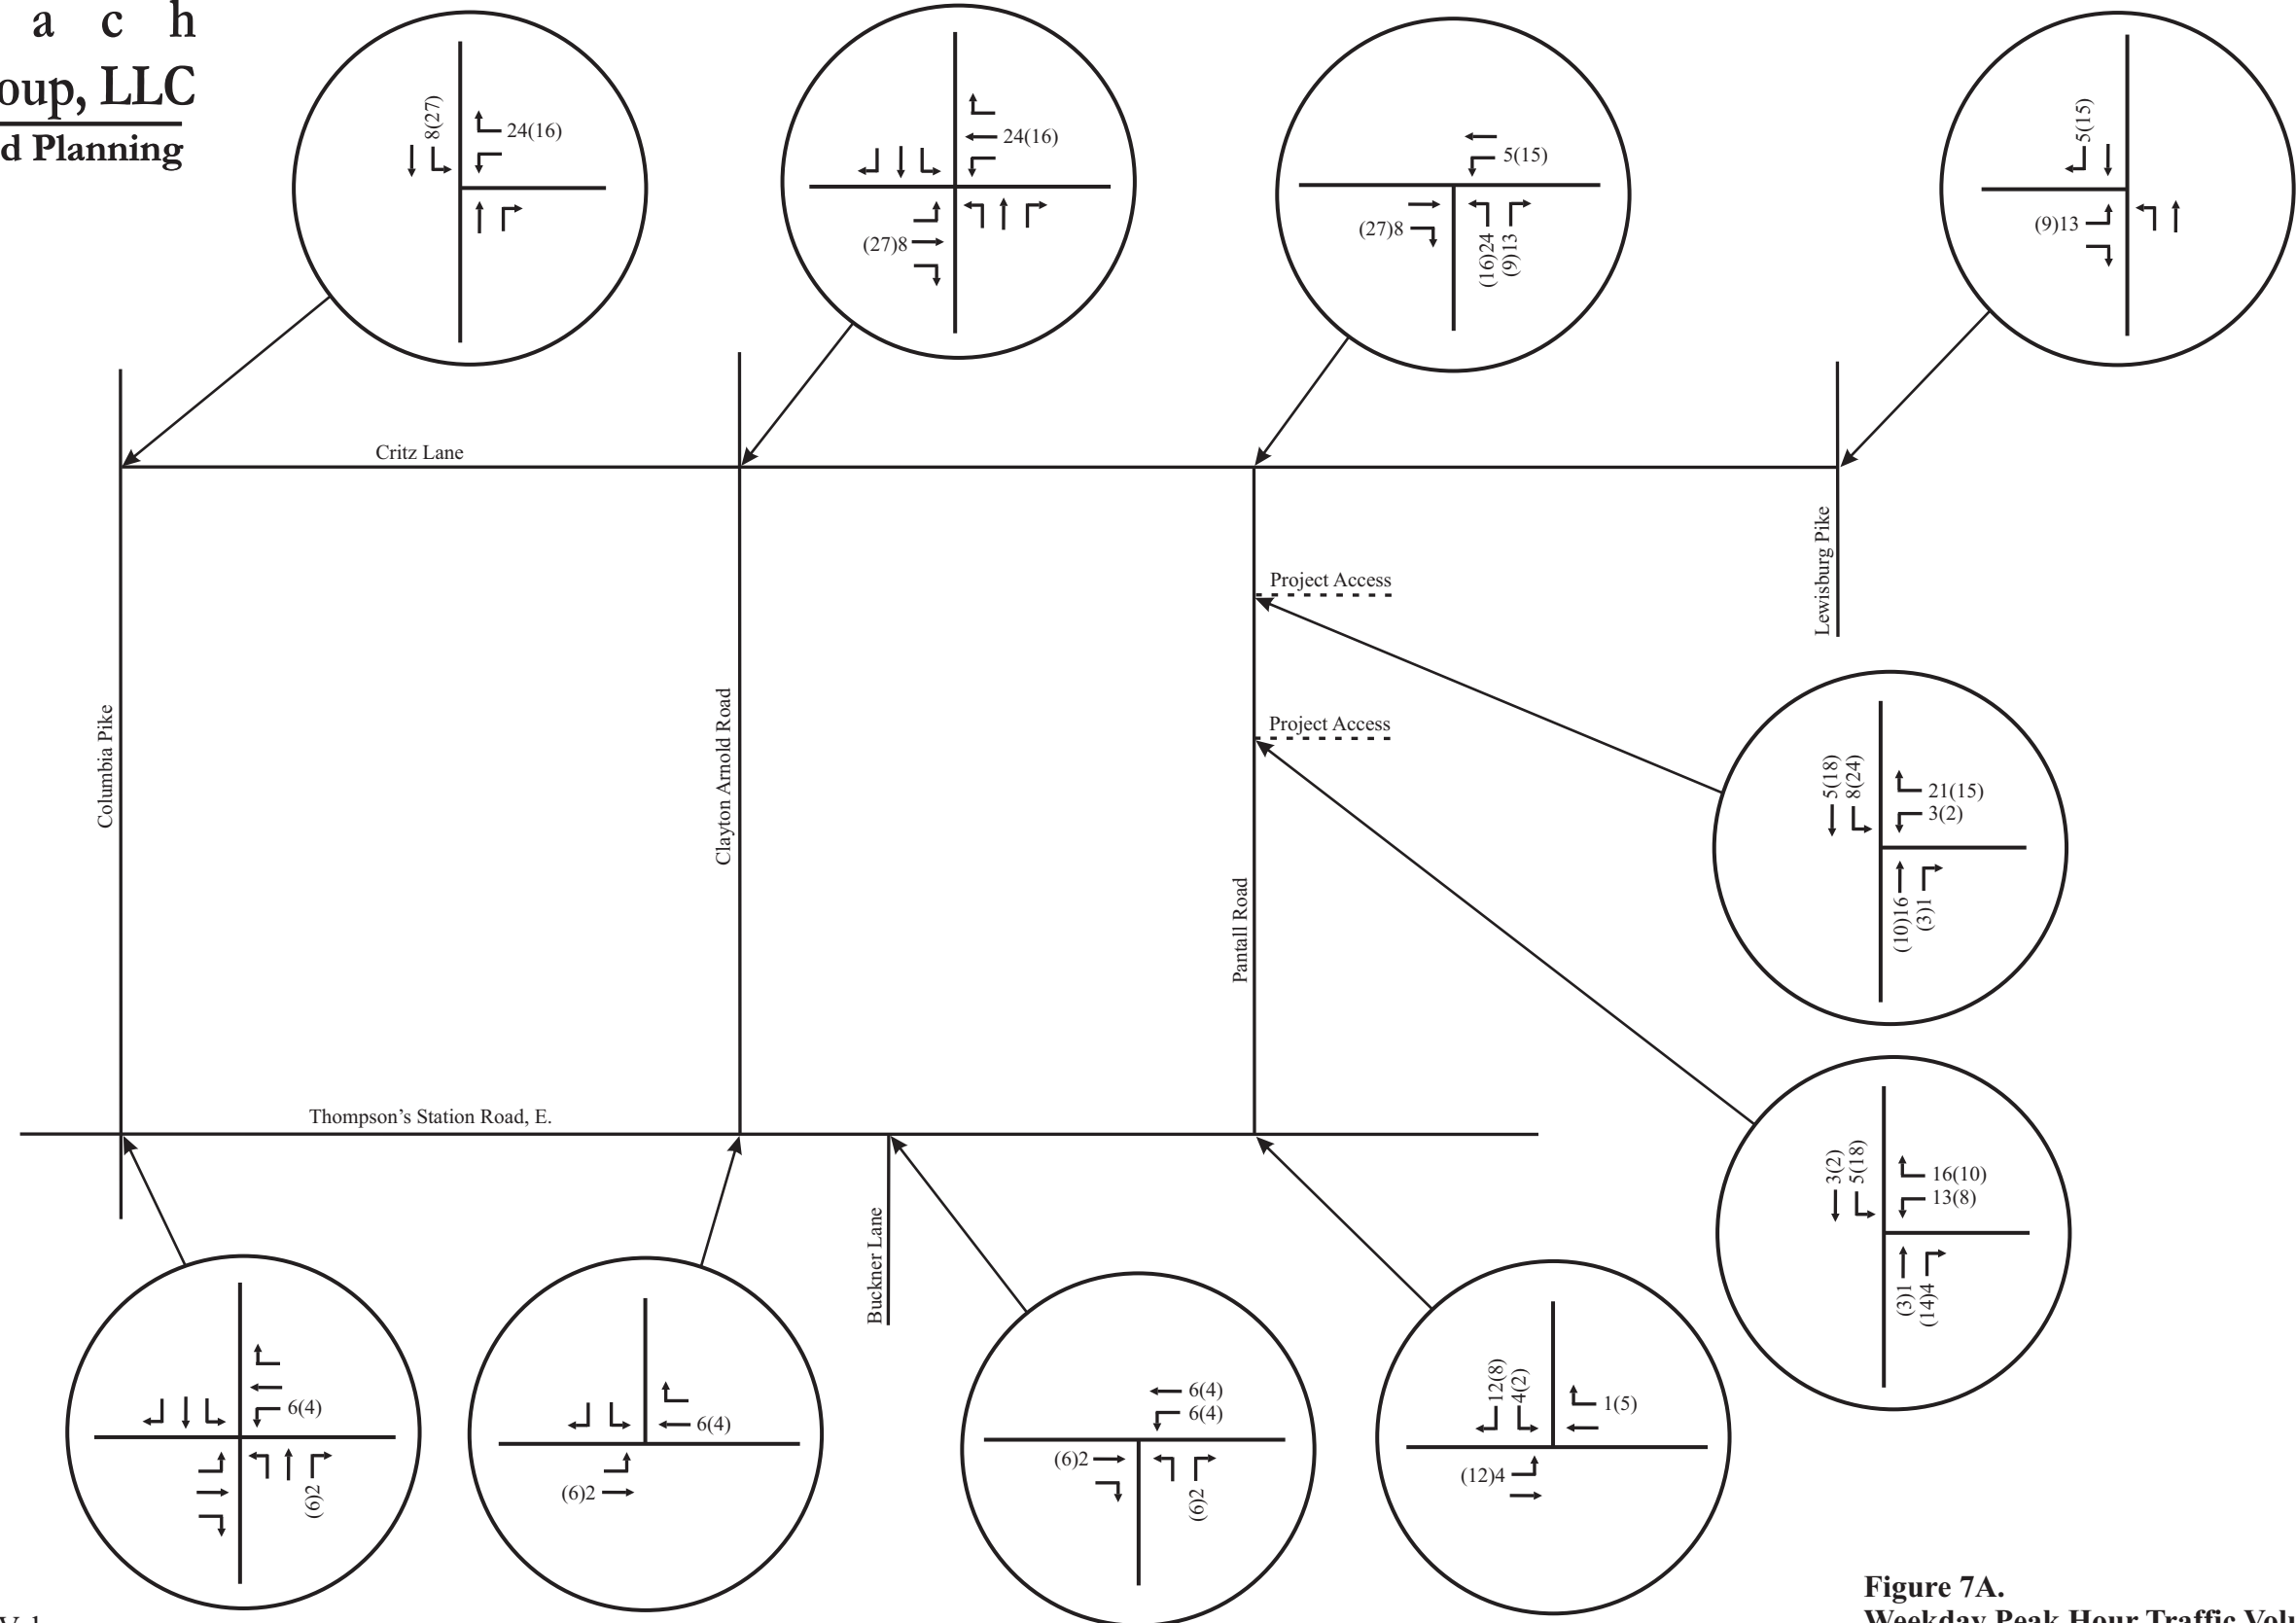 a c h
oup, LLC
d Planning
8(27)
24(16)
24(16)
(27)8
5(15)
(27)8
(16)24
(9)13
5(15)
(9)13
Critz Lane
Columbia Pike
Clayton Arnold Road
Pantall Road
Lewisburg Pike
Project Access
Project Access
5(18)
8(24)
21(15)
3(2)
(10)16
(3)1
3(2)
5(18)
16(10)
13(8)
(3)1
(14)4
Thompson’s Station Road, E.
Buckner Lane
6(4)
(6)2
6(4)
(6)2
6(4)
6(4)
(6)2
(6)2
12(8)
4(2)
1(5)
(12)4
Figure 7A.
Weekday Peak Hour Traffic Vol